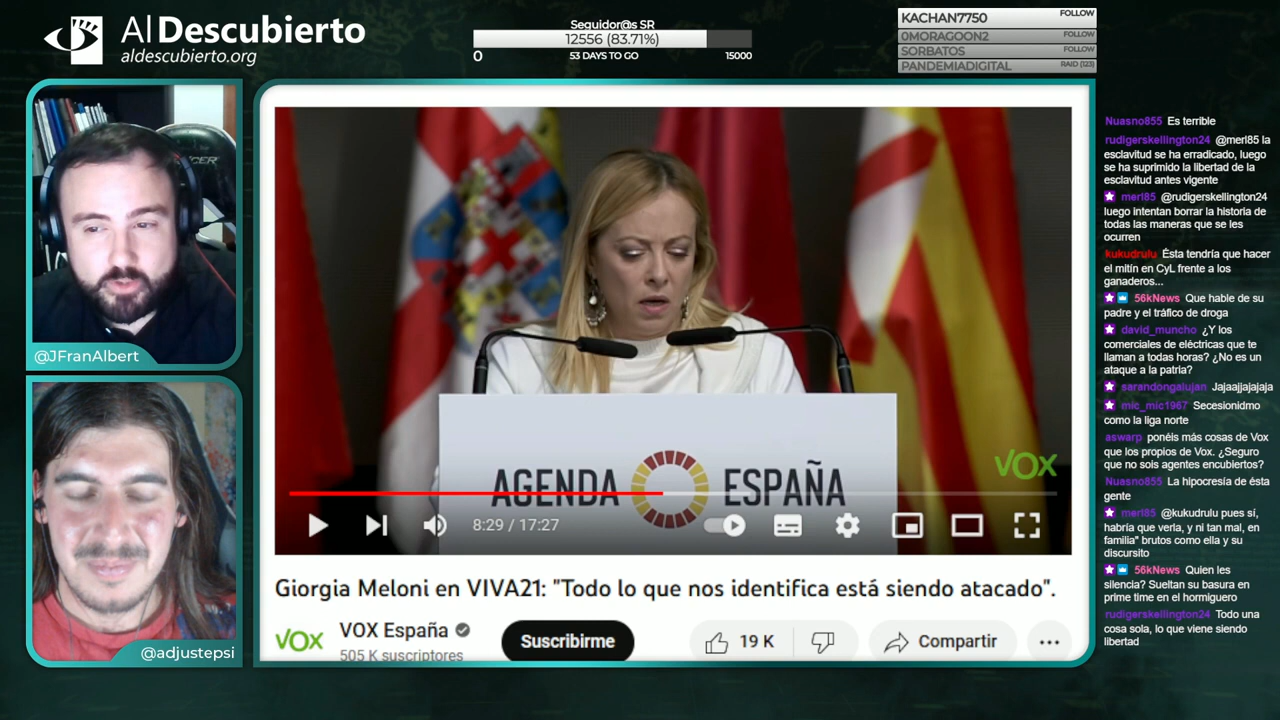 Al Descubierto
aldescubierto.org
Seguidor@s SR
12556 (83.71%)
0 53 DAYS TO GO 15000
KACHAN7750 FOLLOW
0MORAGOON2 FOLLOW
SORBATOS FOLLOW
PANDEMIADIGITAL RAID (123)
@JFranAlbert
@adjustepsi
AGENDA ESPAÑA
VOX
8:29 / 17:27
Giorgia Meloni en VIVA21: "Todo lo que nos identifica está siendo atacado".
VOX
VOX España
505 K suscriptores
Suscribirme
19 K
Compartir
Nuasno855 Es terrible
rudigerskellington24 @merl85 la
esclavitud se ha erradicado, luego
se ha suprimido la libertad de la
esclavitud antes vigente
merl85 @rudigerskellington24
luego intentan borrar la historia de
todas las maneras que se les
ocurren
kukudrulu Ésta tendría que hacer
el mitín en CyL frente a los
ganaderos...
56kNews Que hable de su
padre y el tráfico de droga
david_muncho ¿Y los
comerciales de eléctricas que te
llaman a todas horas? ¿No es un
ataque a la patria?
sarandongalujan Jajaajjajajaja
mic_mic1967 Secesionidmo
como la liga norte
aswarp ponéis más cosas de Vox
que los propios de Vox. ¿Seguro
que no sois agentes encubiertos?
Nuasno855 La hipocresía de ésta
gente
merl85 @kukudrulu pues sí,
habría que verla, y ni tan mal, en
familia" brutos como ella y su
discursito
56kNews Quien les
silencia? Sueltan su basura en
prime time en el hormiguero
rudigerskellington24 Todo una
cosa sola, lo que viene siendo
libertad